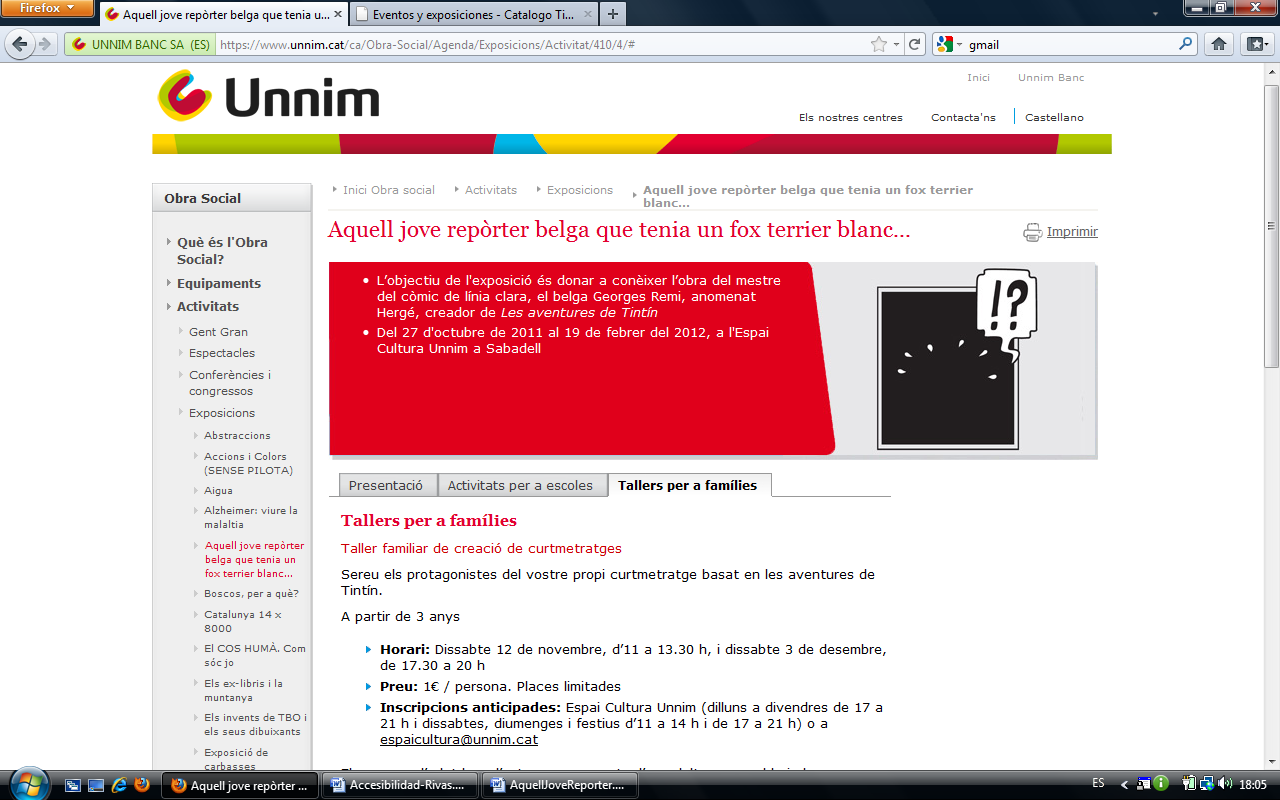 Firefox
Aquell jove repòrter belga que tenia u...
Eventos y exposiciones - Catalogo Ti...
UNNIM BANC SA (ES)
https://www.unnim.cat/ca/Obra-Social/Agenda/Exposicions/Activitat/410/4/#
gmail
Unnim
Inici
Unnim Banc
Els nostres centres
Contacta'ns
Castellano
Obra Social
Què és l'Obra
Social?
Equipaments
Activitats
Gent Gran
Espectacles
Conferències i
congressos
Exposicions
Abstraccions
Accions i Colors
(SENSE PILOTA)
Aigua
Alzheimer: viure la
malaltia
Aquell jove repòrter
belga que tenia un
fox terrier blanc...
Boscos, per a què?
Catalunya 14 x
8000
El COS HUMÀ. Com
sóc jo
Els ex-libris i la
muntanya
Els invents de TBO i
els seus dibuixants
Exposició de
carbasses
Inici Obra social
Activitats
Exposicions
Aquell jove repòrter belga que tenia un fox terrier
blanc...
Aquell jove repòrter belga que tenia un fox terrier blanc...
Imprimir
L'objectiu de l'exposició és donar a conèixer l'obra del mestre
del còmic de línia clara, el belga Georges Remi, anomenat
Hergé, creador de Les aventures de Tintín
Del 27 d'octubre de 2011 al 19 de febrer del 2012, a l'Espai
Cultura Unnim a Sabadell
!?
Presentació
Activitats per a escoles
Tallers per a famílies
Tallers per a famílies
Taller familiar de creació de curtmetratges
Sereu els protagonistes del vostre propi curtmetratge basat en les aventures de
Tintín.
A partir de 3 anys
Horari: Dissabte 12 de novembre, d'11 a 13.30 h, i dissabte 3 de desembre,
de 17.30 a 20 h
Preu: 1€ / persona. Places limitades
Inscripcions anticipades: Espai Cultura Unnim (dilluns a divendres de 17 a
21 h i dissabtes, diumenges i festius d'11 a 14 h i de 17 a 21 h) o a
espaicultura@unnim.cat
Aquell jove repòrter ...
Accesibilidad-Rivas....
AquellJoveReporter....
ES
18:05